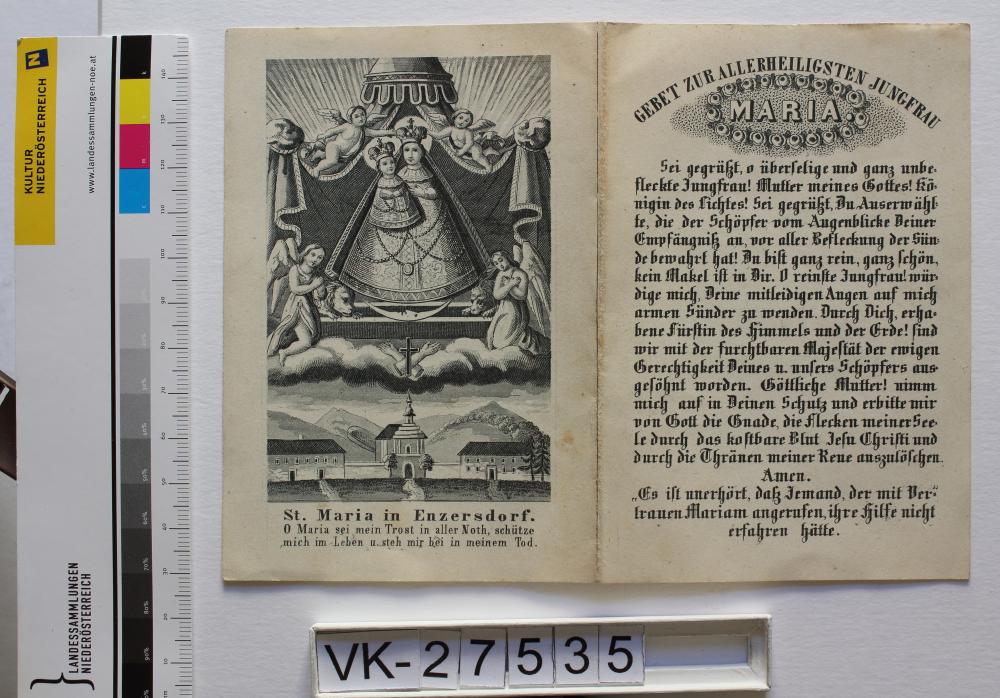 KULTUR
NIEDERÖSTERREICH
www.landessammlungen-noe.at
LANDESSAMMLUNGEN
NIEDERÖSTERREICH
St. Maria in Enzersdorf.
O Maria sei mein Trost in aller Noth, schütze
mich im Leben u. steh mir bei in meinem Tod.
GEBET ZUR ALLERHEILIGSTEN JUNGFRAU
MARIA.
Sei gegrüßt, o überselige und ganz unbe-
fleckte Jungfrau! Mutter meines Gottes! Kö-
nigin des Lichtes! Sei gegrüßt, Du Auserwähl-
te, die der Schöpfer vom Augenblicke Deiner
Empfängniß an, vor aller Befleckung der Sün-
de bewahrt hat! Du bist ganz rein, ganz schön,
kein Makel ist in Dir. O reinste Jungfrau! wür-
dige mich, Deine mitleidigen Augen auf mich
armen Sünder zu wenden. Durch Dich, erha-
bene Fürstin des Himmels und der Erde! sind
wir mit der furchtbaren Majestät der ewigen
Gerechtigkeit Deines u. unsers Schöpfers aus-
gesöhnt worden. Göttliche Mutter! nimm
mich auf in Deinen Schutz und erbitte mir
von Gott die Gnade, die Flecken meiner See-
le durch das kostbare Blut Jesu Christi und
durch die Thränen meiner Reue auszulöschen.
Amen.
„Es ist unerhört, daß Jemand, der mit Ver-"
trauen Mariam angerufen, ihre Hilfe nicht
erfahren hätte.
VK-27535